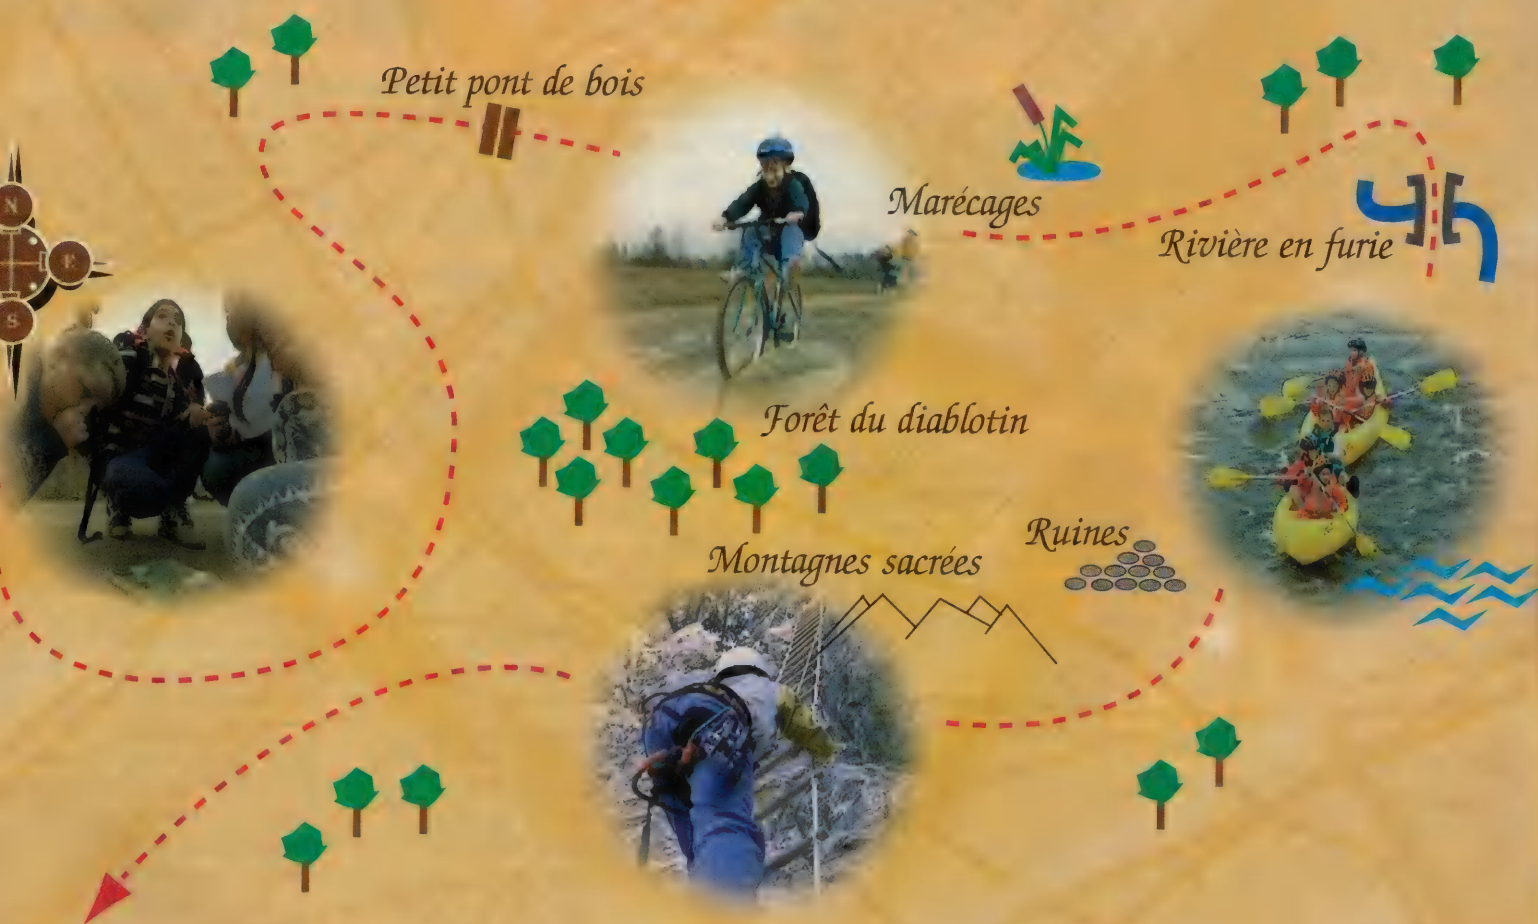 Petit pont de bois
Marécages
Rivière en furie
N
E
S
Forêt du diablotin
Ruines
Montagnes sacrées